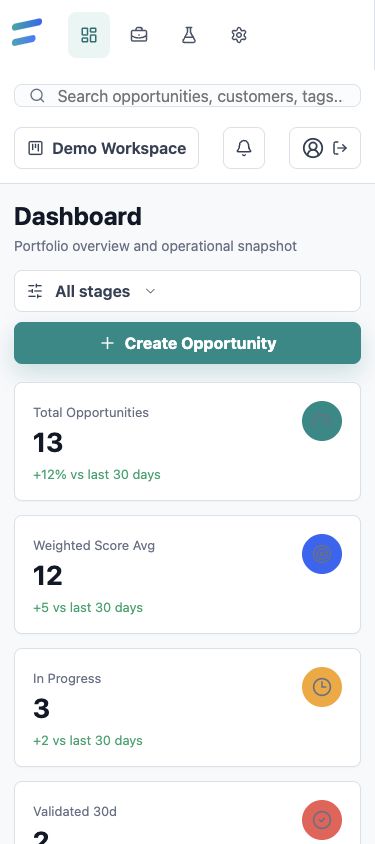 Search opportunities, customers, tags..
Demo Workspace
Dashboard
Portfolio overview and operational snapshot
All stages
Create Opportunity
Total Opportunities
13
+12% vs last 30 days
Weighted Score Avg
12
+5 vs last 30 days
In Progress
3
+2 vs last 30 days
Validated 30d
2